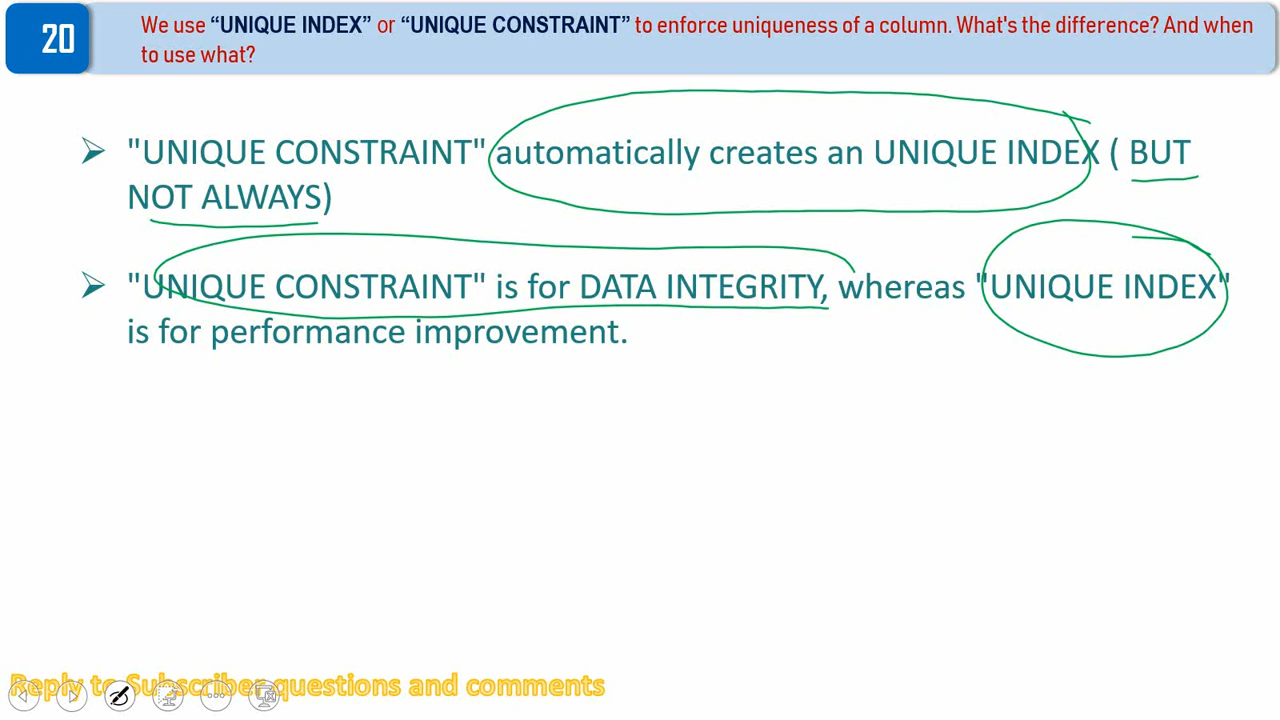 20
We use “UNIQUE INDEX” or “UNIQUE CONSTRAINT” to enforce uniqueness of a column. What's the difference? And when
to use what?
➢ "UNIQUE CONSTRAINT" automatically creates an UNIQUE INDEX ( BUT
NOT ALWAYS)
➢ "UNIQUE CONSTRAINT" is for DATA INTEGRITY, whereas "UNIQUE INDEX"
is for performance improvement.
Reply to Subscriber questions and comments